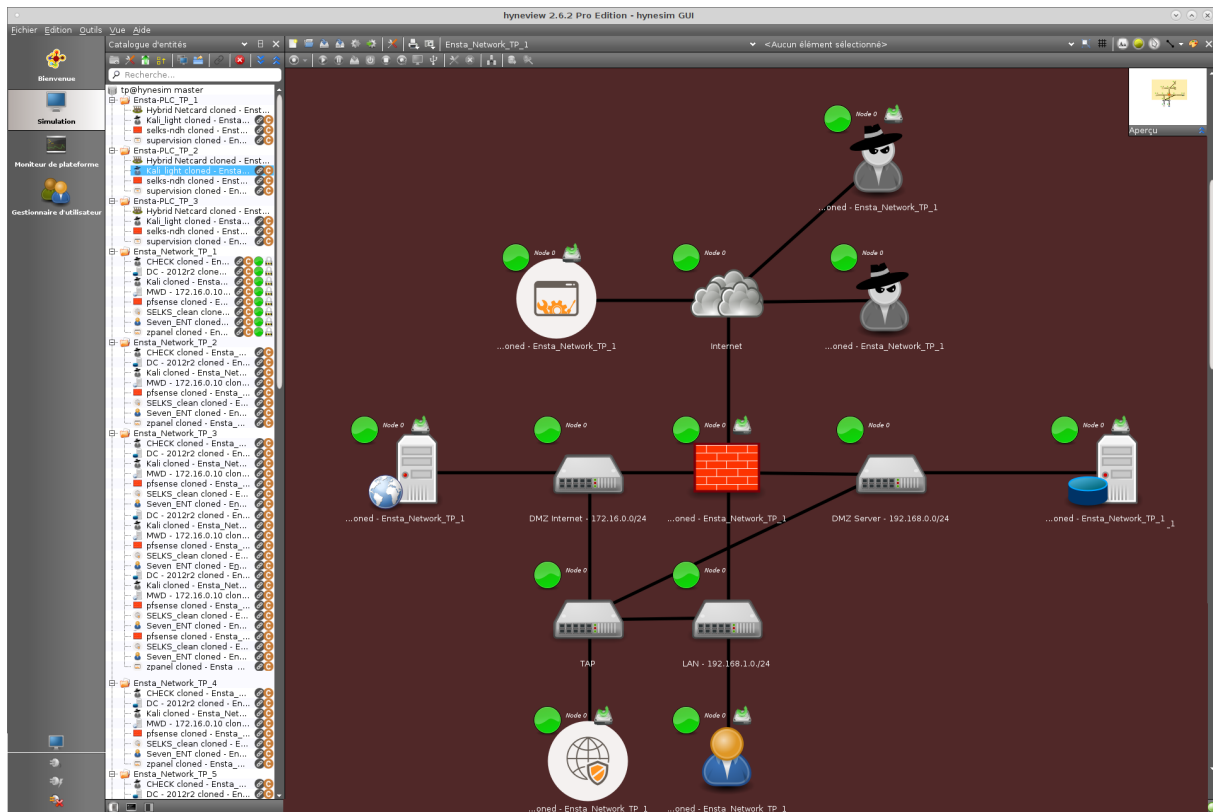 hyneview 2.6.2 Pro Edition - hynesim GUI
Fichier Edition Outils Vue Aide
Bienvenue
Simulation
Moniteur de plateforme
Gestionnaire d'utilisateur
Catalogue d'entités
Recherche...
tp@hynesim master
Ensta-PLC_TP_1
Hybrid Netcard cloned - Enst...
Kali_light cloned - Ensta...
selks-ndh cloned - Enst...
supervision cloned - En...
Ensta-PLC_TP_2
Hybrid Netcard cloned - Enst...
Kali_light cloned - Ensta...
selks-ndh cloned - Enst...
supervision cloned - En...
Ensta-PLC_TP_3
Hybrid Netcard cloned - Enst...
Kali_light cloned - Ensta...
selks-ndh cloned - Enst...
supervision cloned - En...
Ensta_Network_TP_1
CHECK cloned - En...
DC - 2012r2 clone...
Kali cloned - Ensta...
MWD - 172.16.0.10...
pfsense cloned - E...
SELKS_clean clone...
Seven_ENT cloned...
zpanel cloned - En...
Ensta_Network_TP_2
CHECK cloned - Ensta_...
DC - 2012r2 cloned - En...
Kali cloned - Ensta_Net...
MWD - 172.16.0.10 clon...
pfsense cloned - Ensta_...
SELKS_clean cloned - E...
Seven_ENT cloned - En...
zpanel cloned - Ensta_...
Ensta_Network_TP_3
CHECK cloned - Ensta_...
DC - 2012r2 cloned - En...
Kali cloned - Ensta_Net...
MWD - 172.16.0.10 clon...
pfsense cloned - Ensta_...
SELKS_clean cloned - E...
Seven_ENT cloned - En...
DC - 2012r2 cloned - En...
Kali cloned - Ensta_Net...
MWD - 172.16.0.10 clon...
pfsense cloned - Ensta_...
SELKS_clean cloned - E...
Seven_ENT cloned - En...
DC - 2012r2 cloned - En...
Kali cloned - Ensta_Net...
MWD - 172.16.0.10 clon...
pfsense cloned - Ensta_...
SELKS_clean cloned - E...
Seven_ENT cloned - En...
pfsense cloned - Ensta_...
SELKS_clean cloned - E...
Seven_ENT cloned - En...
zpanel cloned - Ensta_...
Ensta_Network_TP_4
CHECK cloned - Ensta_...
DC - 2012r2 cloned - En...
Kali cloned - Ensta_Net...
MWD - 172.16.0.10 clon...
pfsense cloned - Ensta_...
SELKS_clean cloned - E...
Seven_ENT cloned - En...
zpanel cloned - Ensta_...
Ensta_Network_TP_5
CHECK cloned - Ensta_...
DC - 2012r2 cloned - En...
Ensta_Network_TP_1
<Aucun élément sélectionné>
Aperçu
Node 0
...oned - Ensta_Network_TP_1
Node 0
Node 0
Node 0
...oned - Ensta_Network_TP_1
Internet
...oned - Ensta_Network_TP_1
Node 0
Node 0
Node 0
Node 0
Node 0
...oned - Ensta_Network_TP_1
DMZ Internet - 172.16.0.0/24
...oned - Ensta_Network_TP_1
DMZ Server - 192.168.0.0/24
...oned - Ensta_Network_TP_1
_1
Node 0
Node 0
TAP
LAN - 192.168.1.0./24
Node 0
Node 0
...oned - Ensta_Network_TP_1
...oned - Ensta_Network_TP_1